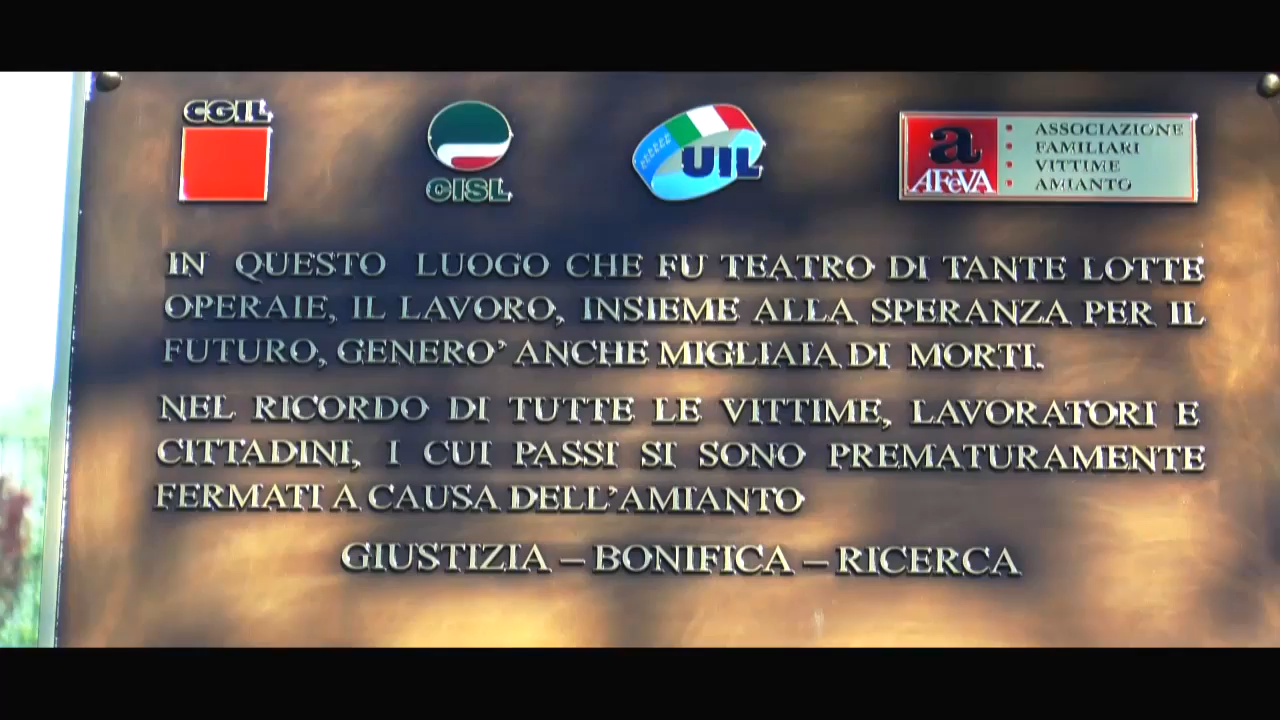 CGIL
CISL
UIL
a
AFeVA
ASSOCIAZIONE
FAMILIARI
VITTIME
AMIANTO
IN QUESTO LUOGO CHE FU TEATRO DI TANTE LOTTE
OPERAIE, IL LAVORO, INSIEME ALLA SPERANZA PER IL
FUTURO, GENERO' ANCHE MIGLIAIA DI MORTI.
NEL RICORDO DI TUTTE LE VITTIME, LAVORATORI E
CITTADINI, I CUI PASSI SI SONO PREMATURAMENTE
FERMATI A CAUSA DELL'AMIANTO
GIUSTIZIA – BONIFICA – RICERCA